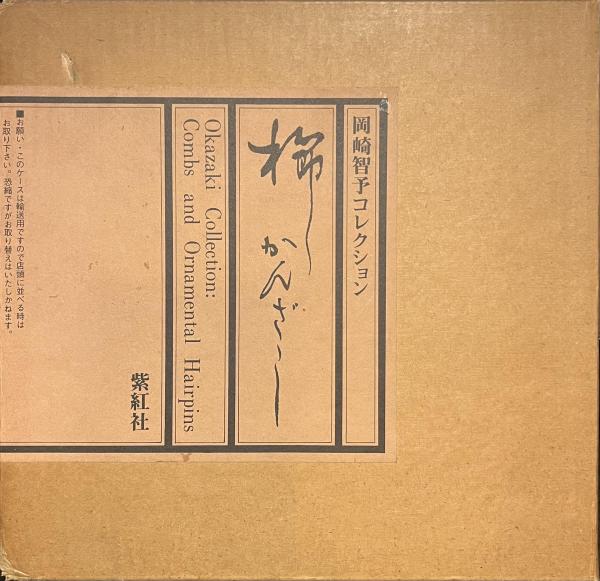 岡崎智予コレクション
櫛かんざし
Okazaki Collection:
Combs and Ornamental Hairpins
紫紅社
■お願い・このケースは輸送用ですので店頭に並べる時は
お取り下さい。恐縮ですがお取り替えはいたしかねます。